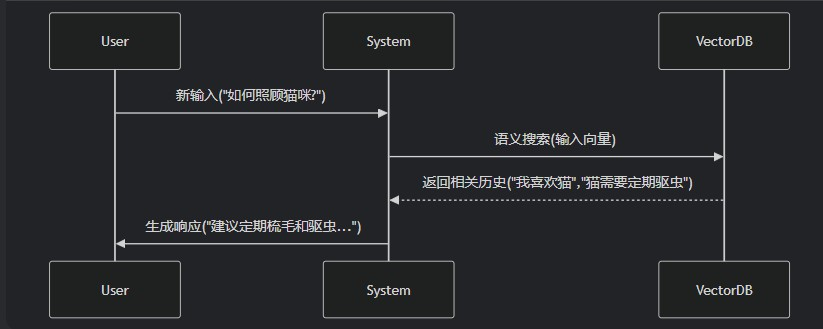 User
System
VectorDB
新输入("如何照顾猫咪?")
语义搜索(输入向量)
返回相关历史("我喜欢猫","猫需要定期驱虫")
生成响应("建议定期梳毛和驱虫...")
User
System
VectorDB